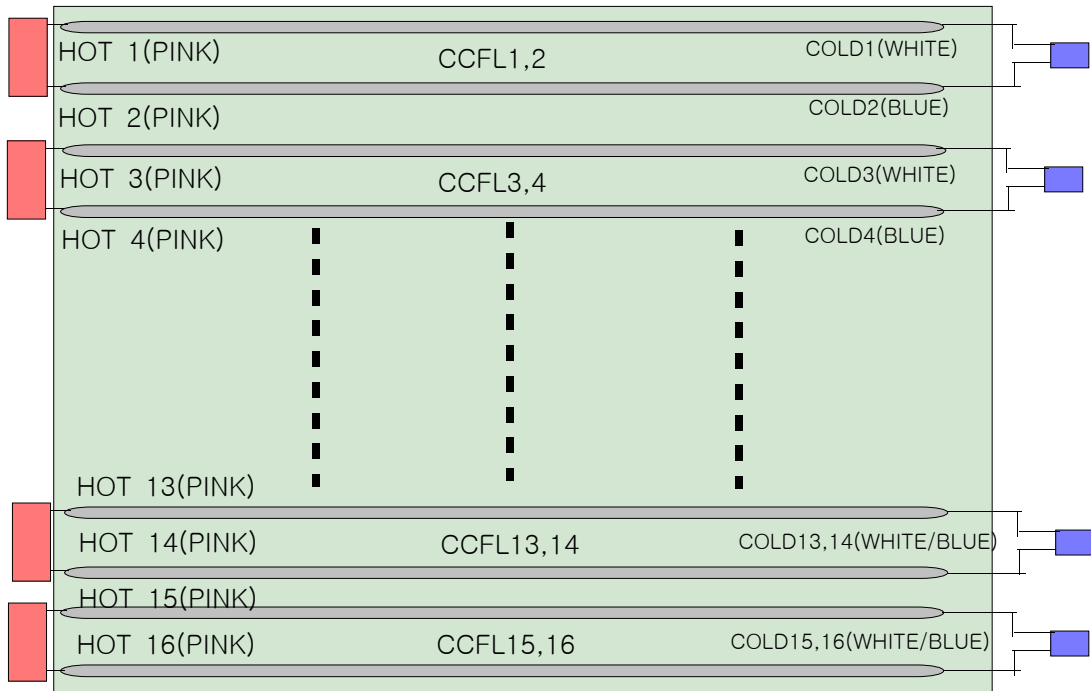 HOT 1(PINK)
CCFL1,2
COLD1(WHITE)
HOT 2(PINK)
COLD2(BLUE)
HOT 3(PINK)
CCFL3,4
COLD3(WHITE)
HOT 4(PINK)
COLD4(BLUE)
HOT 13(PINK)
HOT 14(PINK)
CCFL13,14
COLD13,14(WHITE/BLUE)
HOT 15(PINK)
HOT 16(PINK)
CCFL15,16
COLD15,16(WHITE/BLUE)